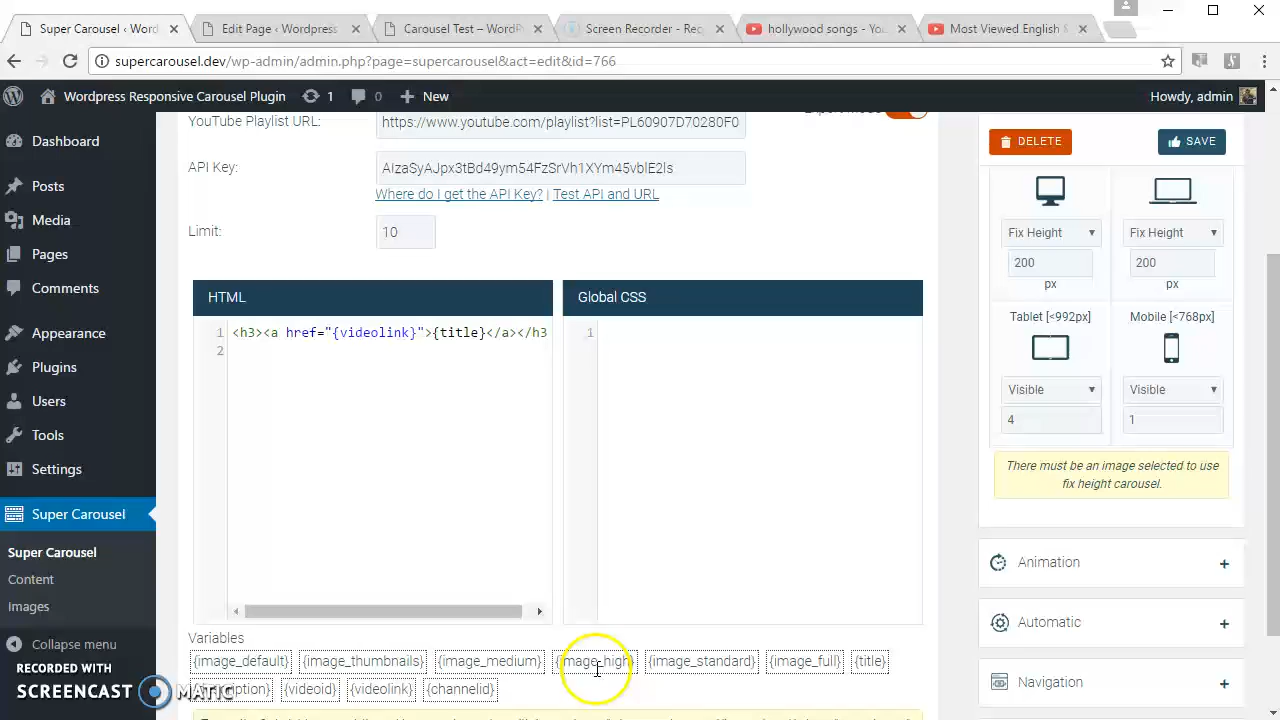 Super Carousel ‹ Word
Edit Page ‹ Wordpress
Carousel Test – WordPr
Screen Recorder - Rec
hollywood songs - You
Most Viewed English &
supercarousel.dev/wp-admin/admin.php?page=supercarousel&act=edit&id=766
Wordpress Responsive Carousel Plugin
1
0
New
Howdy, admin
Dashboard
Posts
Media
Pages
Comments
Appearance
Plugins
Users
Tools
Settings
Super Carousel
Super Carousel
Content
Images
Collapse menu
YouTube Playlist URL:
https://www.youtube.com/playlist?list=PL60907D70280F0
API Key:
AIzaSyAJpx3tBd49ym54FzSrVh1XYm45vblE2ls
Where do I get the API Key? | Test API and URL
Limit:
10
HTML
1 <h3><a href="{videolink}">{title}</a></h3
2
Global CSS
1
Variables
{image_default} {image_thumbnails} {image_medium} {image_high} {image_standard} {image_full} {title}
{videoid} {videolink} {channelid}
DELETE
SAVE
Fix Height
Fix Height
200
200
px
px
Tablet [<992px]
Mobile [<768px]
Visible
Visible
4
1
There must be an image selected to use
fix height carousel.
Animation
Automatic
Navigation
RECORDED WITH
SCREENCAST MATIC